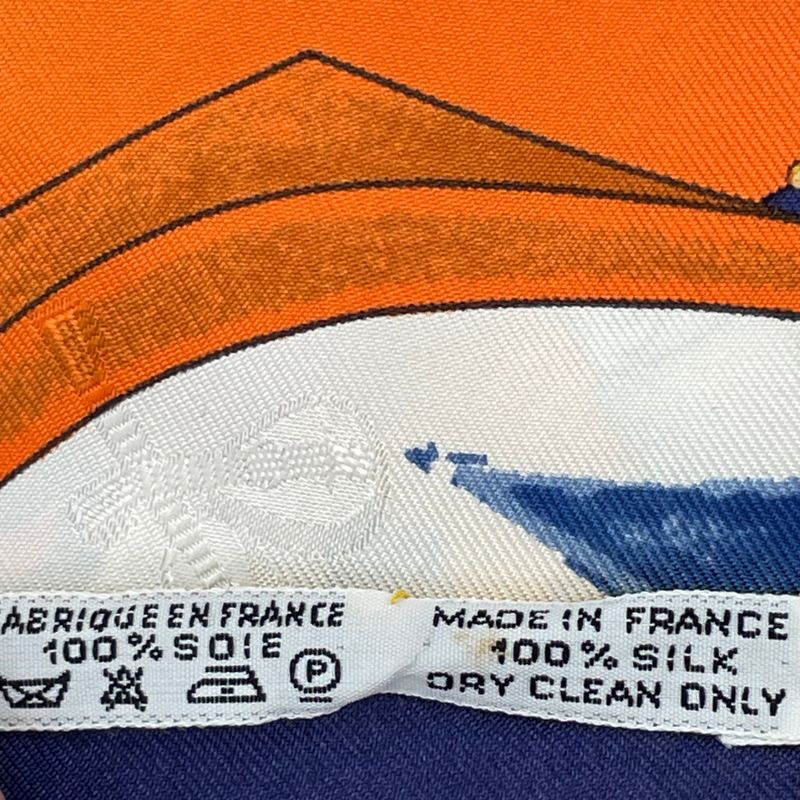 FABRIQUE EN FRANCE
100% SOIE
P
MADE IN FRANCE
100% SILK
DRY CLEAN ONLY